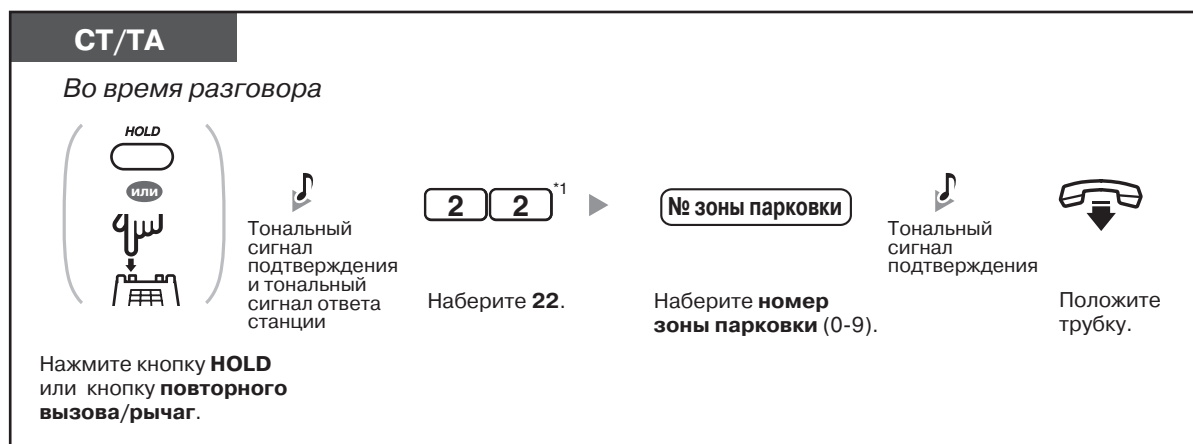 СТ/ТА
Во время разговора
HOLD
или
Тональный
сигнал
подтверждения
и тональный
сигнал ответа
станции
2 2 *1
№ зоны парковки
Тональный
сигнал
подтверждения
Наберите 22.
Наберите номер
зоны парковки (0-9).
Положите
трубку.
Нажмите кнопку HOLD
или кнопку повторного
вызова/рычаг.